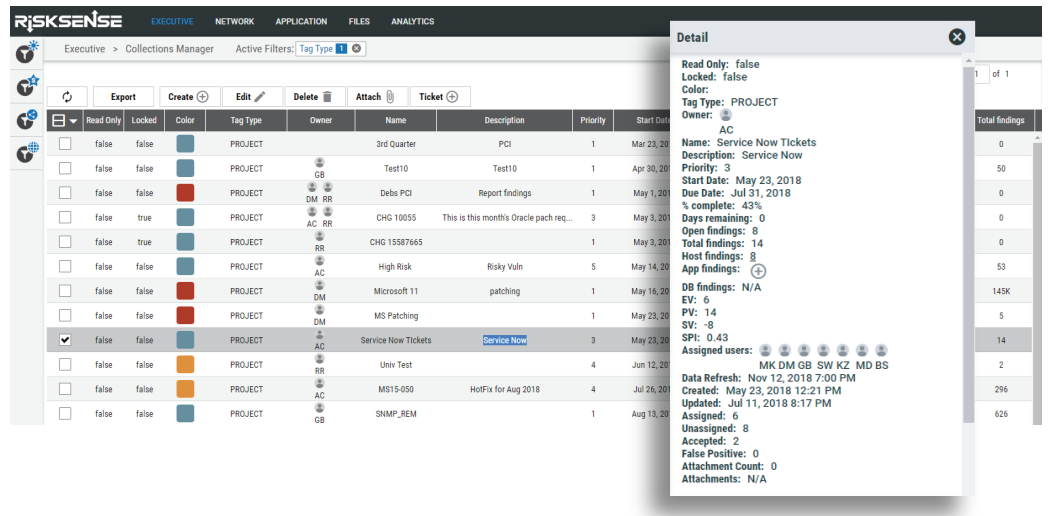 RiSKSENSE EXECUTIVE NETWORK APPLICATION FILES ANALYTICS
Executive > Collections Manager Active Filters: Tag Type 1
1 of 1
Export Create Edit Delete Attach Ticket
Read Only Locked Color Tag Type Owner Name Description Priority Start Date Total findings
false false PROJECT 3rd Quarter PCI 1 Mar 23, 20 0
false false PROJECT GB Test10 Test10 1 Apr 30, 20 50
false false PROJECT DM RR Debs PCI Report findings 1 May 1, 201 0
false true PROJECT AC RR CHG 10055 This is this month's Oracle pach req... 3 May 3, 201 0
false true PROJECT RR CHG 15587665 1 May 3, 201 0
false false PROJECT AC High Risk Risky Vuln 5 May 14, 20 53
false false PROJECT DM Microsoft 11 patching 1 May 16, 20 145K
false false PROJECT DM MS Patching 1 May 23, 20 5
false false PROJECT AC Service Now TIckets Service Now 3 May 23, 20 14
false false PROJECT RR Univ Test 4 Jun 12, 20 2
false false PROJECT AC MS15-050 HotFix for Aug 2018 4 Jul 26, 201 296
false false PROJECT GB SNMP_REM 1 Aug 13, 20 626
Detail
Read Only: false
Locked: false
Color:
Tag Type: PROJECT
Owner:
AC
Name: Service Now TIckets
Description: Service Now
Priority: 3
Start Date: May 23, 2018
Due Date: Jul 31, 2018
% complete: 43%
Days remaining: 0
Open findings: 8
Total findings: 14
Host findings: 8
App findings:
DB findings: N/A
EV: 6
PV: 14
SV: -8
SPI: 0.43
Assigned users:
MK DM GB SW KZ MD BS
Data Refresh: Nov 12, 2018 7:00 PM
Created: May 23, 2018 12:21 PM
Updated: Jul 11, 2018 8:17 PM
Assigned: 6
Unassigned: 8
Accepted: 2
False Positive: 0
Attachment Count: 0
Attachments: N/A